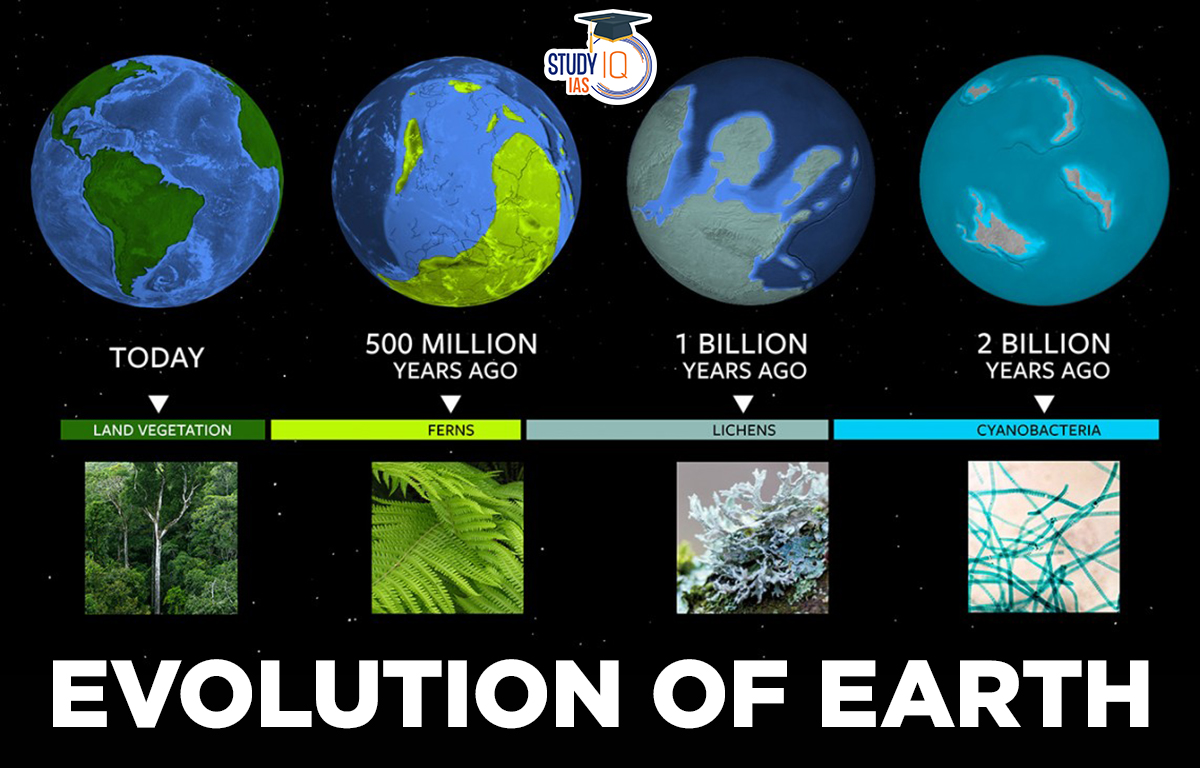 STUDY IQ
IAS
TODAY
500 MILLION
YEARS AGO
1 BILLION
YEARS AGO
2 BILLION
YEARS AGO
LAND VEGETATION
FERNS
LICHENS
CYANOBACTERIA
EVOLUTION OF EARTH